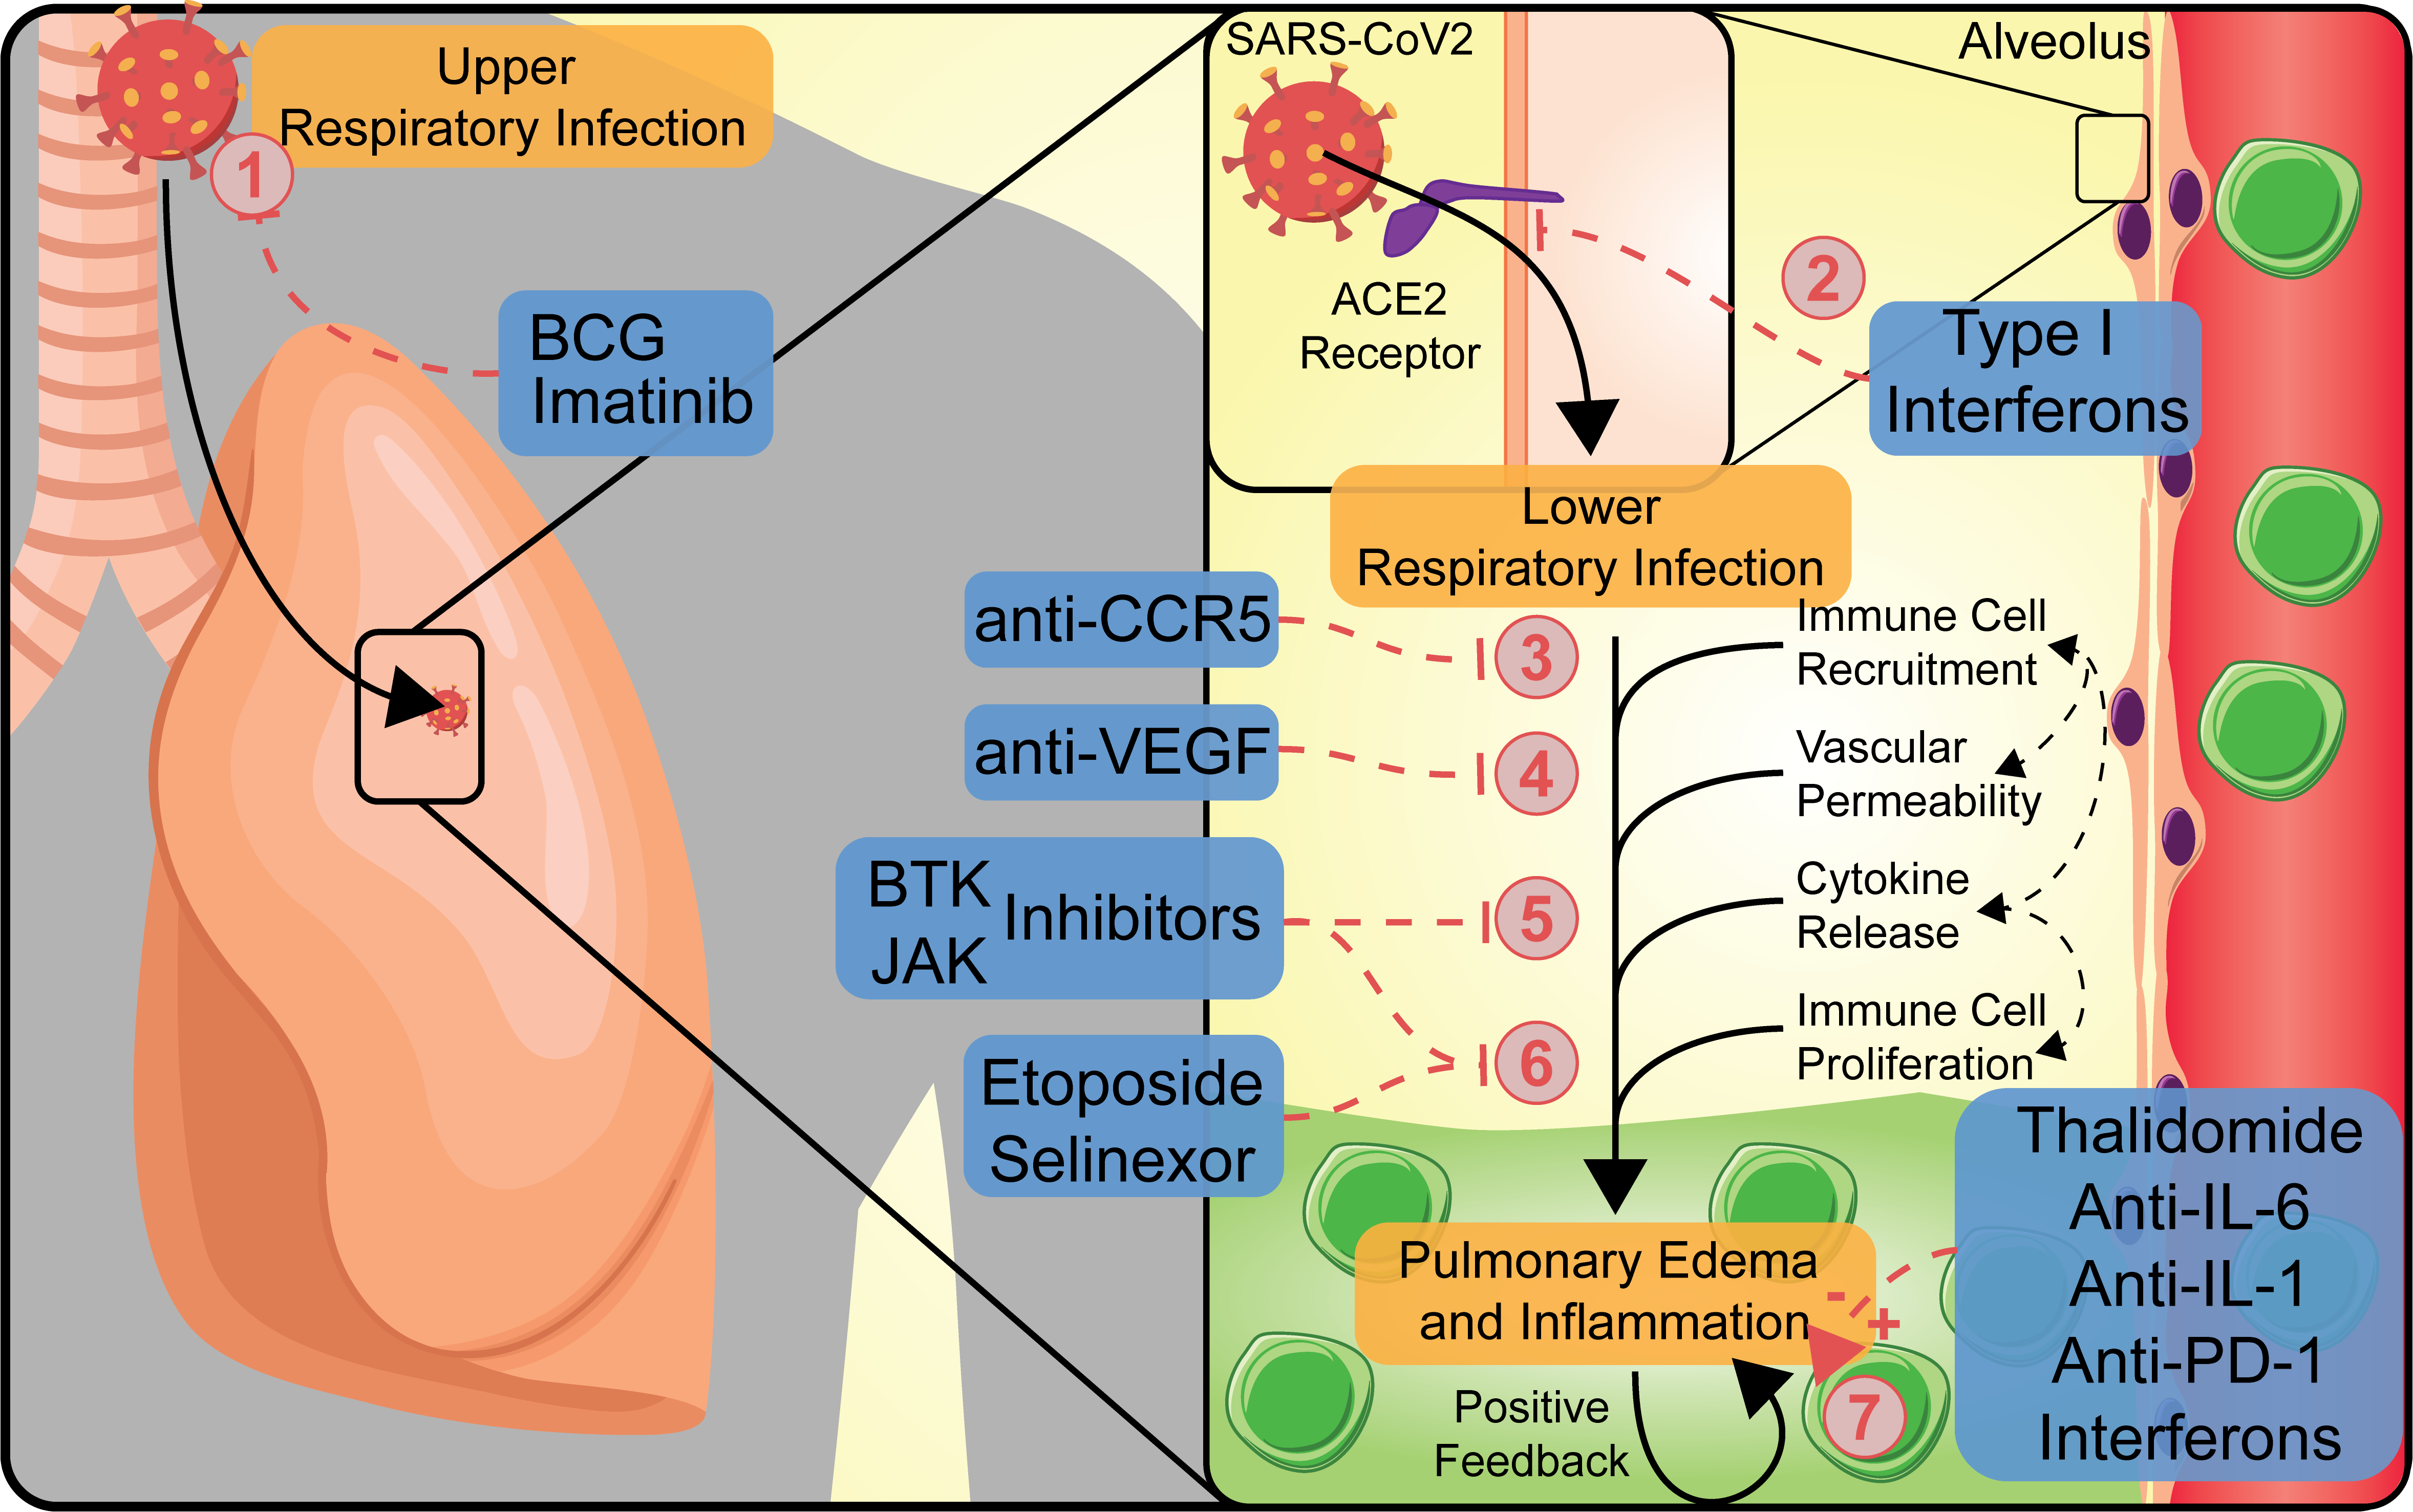 Upper
Respiratory Infection
1
BCG
Imatinib
SARS-CoV2
ACE2
Receptor
Alveolus
2
Type I
Interferons
Lower
Respiratory Infection
anti-CCR5
3
Immune Cell
Recruitment
anti-VEGF
4
Vascular
Permeability
BTK
JAK
Inhibitors
5
Cytokine
Release
Etoposide
Selinexor
6
Immune Cell
Proliferation
Pulmonary Edema
and Inflammation
-
+
7
Positive
Feedback
Thalidomide
Anti-IL-6
Anti-IL-1
Anti-PD-1
Interferons